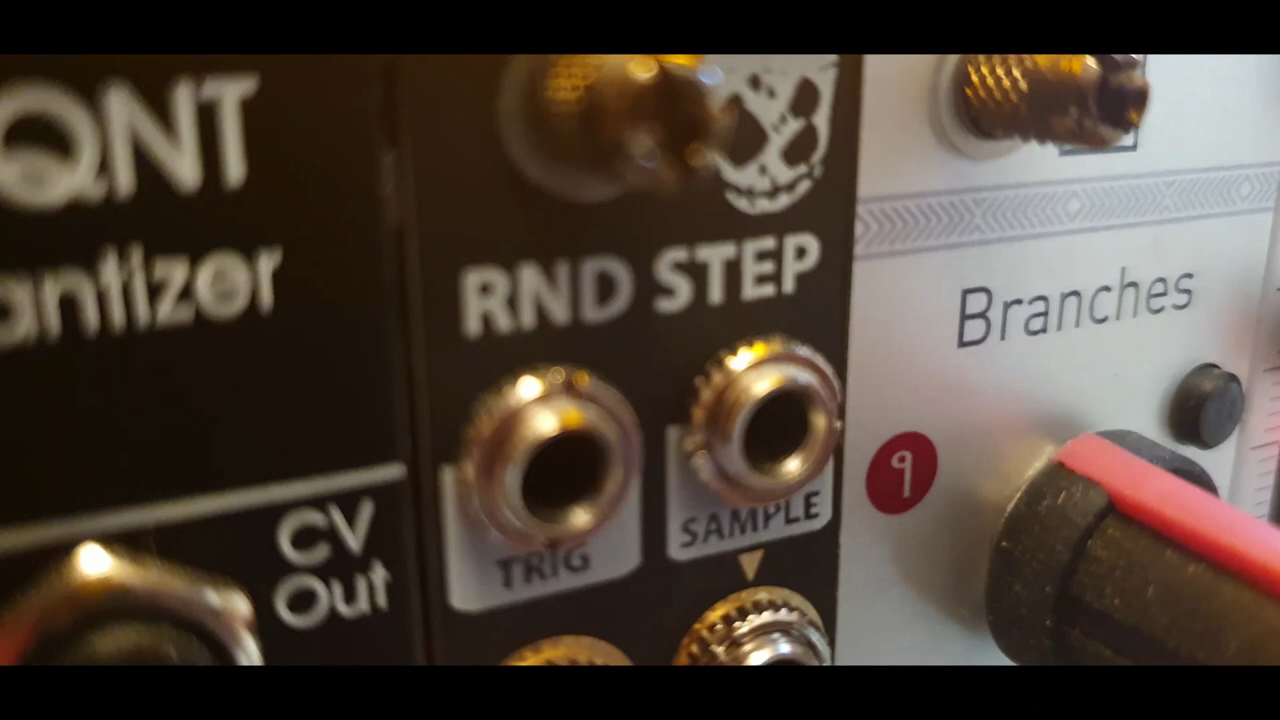 QNT
antizer
CV
Out
RND STEP
TRIG
SAMPLE
Branches
9